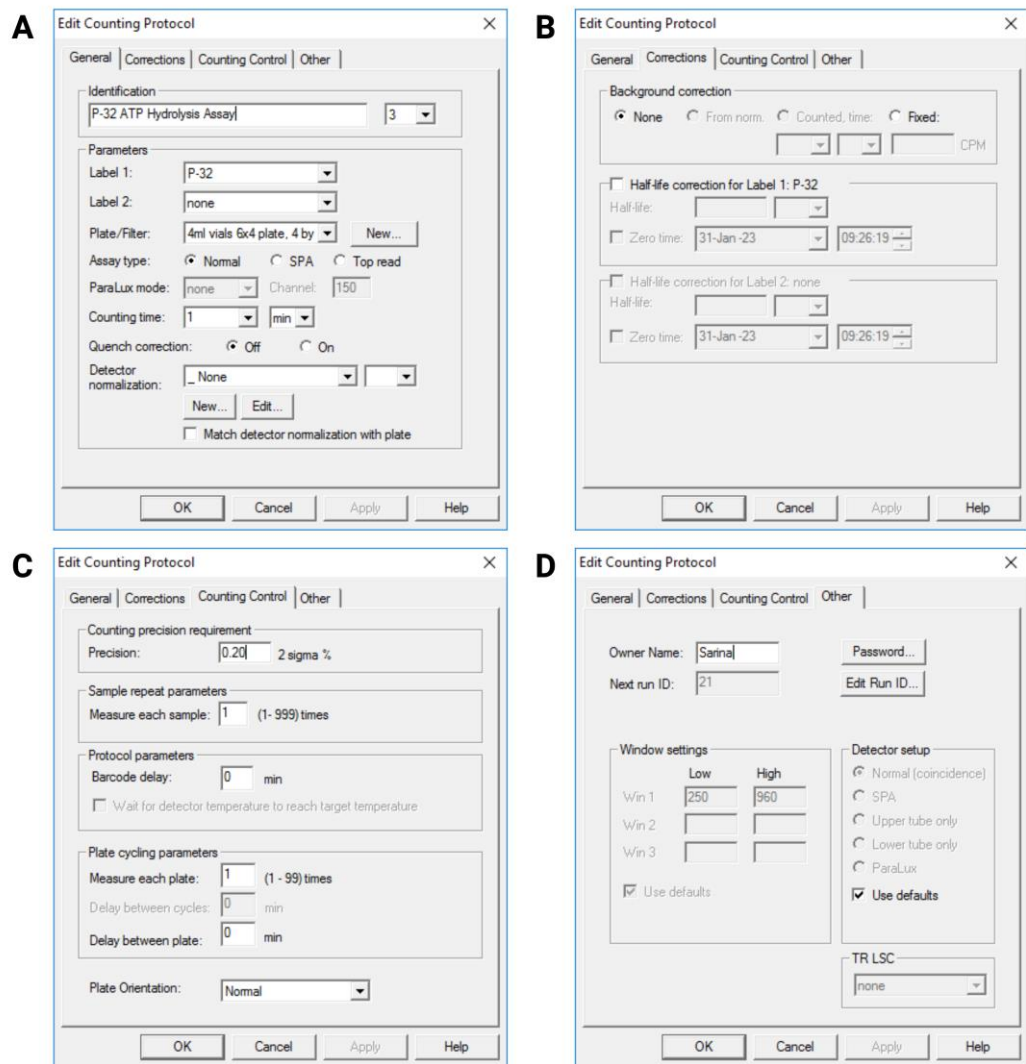 A
Edit Counting Protocol
General Corrections Counting Control Other
Identification
P-32 ATP Hydrolysis Assay 3
Parameters
Label 1: P-32
Label 2: none
Plate/Filter: 4ml vials 6x4 plate, 4 by New...
Assay type: Normal SPA Top read
ParaLux mode: none Channel: 150
Counting time: 1 min
Quench correction: Off On
Detector
normalization: _ None
New... Edit...
Match detector normalization with plate
OK Cancel Apply Help
B
Edit Counting Protocol
General Corrections Counting Control Other
Background correction
None From norm. Counted, time: Fixed:
CPM
Half-life correction for Label 1: P-32
Half-life:
Zero time: 31-Jan -23 09:26:19
Half-life correction for Label 2: none
Half-life:
Zero time: 31-Jan -23 09:26:19
OK Cancel Apply Help
C
Edit Counting Protocol
General Corrections Counting Control Other
Counting precision requirement
Precision: 0.20 2 sigma %
Sample repeat parameters
Measure each sample: 1 (1- 999) times
Protocol parameters
Barcode delay: 0 min
Wait for detector temperature to reach target temperature
Plate cycling parameters
Measure each plate: 1 (1 - 99) times
Delay between cycles: 0 min
Delay between plate: 0 min
Plate Orientation: Normal
OK Cancel Apply Help
D
Edit Counting Protocol
General Corrections Counting Control Other
Owner Name: Sarina Password...
Next run ID: 21 Edit Run ID...
Window settings
Low High
Win 1 250 960
Win 2
Win 3
Use defaults
Detector setup
Normal (coincidence)
SPA
Upper tube only
Lower tube only
ParaLux
Use defaults
TR LSC
none
OK Cancel Apply Help